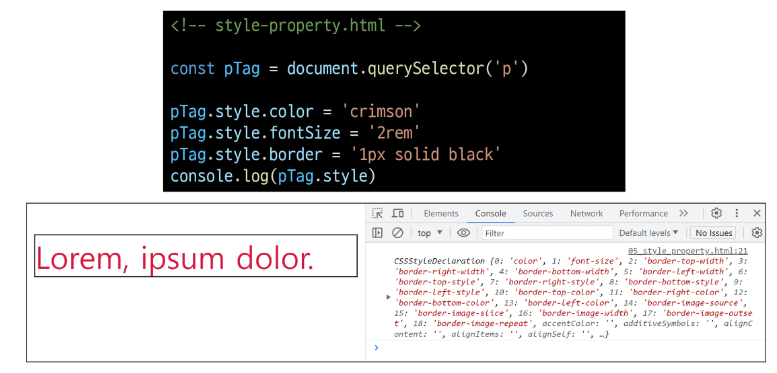 <!-- style-property.html -->
const pTag = document.querySelector('p')
pTag.style.color = 'crimson'
pTag.style.fontSize = '2rem'
pTag.style.border = '1px solid black'
console.log(pTag.style)
Lorem, ipsum dolor.
Elements Console Sources Network Performance >>
top ▼ Filter Default levels ▼ No Issues
05_style_property.html:21
CSSStyleDeclaration {0: 'color', 1: 'font-size', 2: 'border-top-width', 3:
'border-right-width', 4: 'border-bottom-width', 5: 'border-left-width', 6:
'border-top-style', 7: 'border-right-style', 8: 'border-bottom-style', 9:
'border-left-style', 10: 'border-top-color', 11: 'border-right-color', 12:
'border-bottom-color', 13: 'border-left-color', 14: 'border-image-source',
15: 'border-image-slice', 16: 'border-image-width', 17: 'border-image-outse
t', 18: 'border-image-repeat', accentColor: '', additiveSymbols: '', alignC
ontent: '', alignItems: '', alignSelf: '', …}